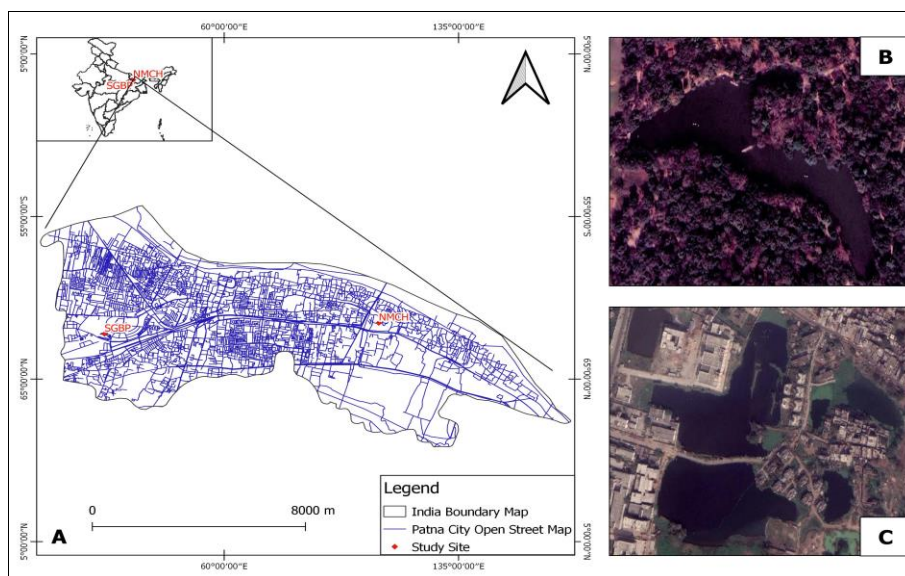 60°00'00"E
135°00'00"E
5°00'00"N
5°00'00"N
NMCH
SGBP
B
55°00'00"S
55°00'00"S
NMCH
SGBP
65°00'00"S
65°00'00"S
Legend
India Boundary Map
Patna City Open Street Map
Study Site
0
8000 m
A
C
5°00'00"N
5°00'00"N
60°00'00"E
135°00'00"E